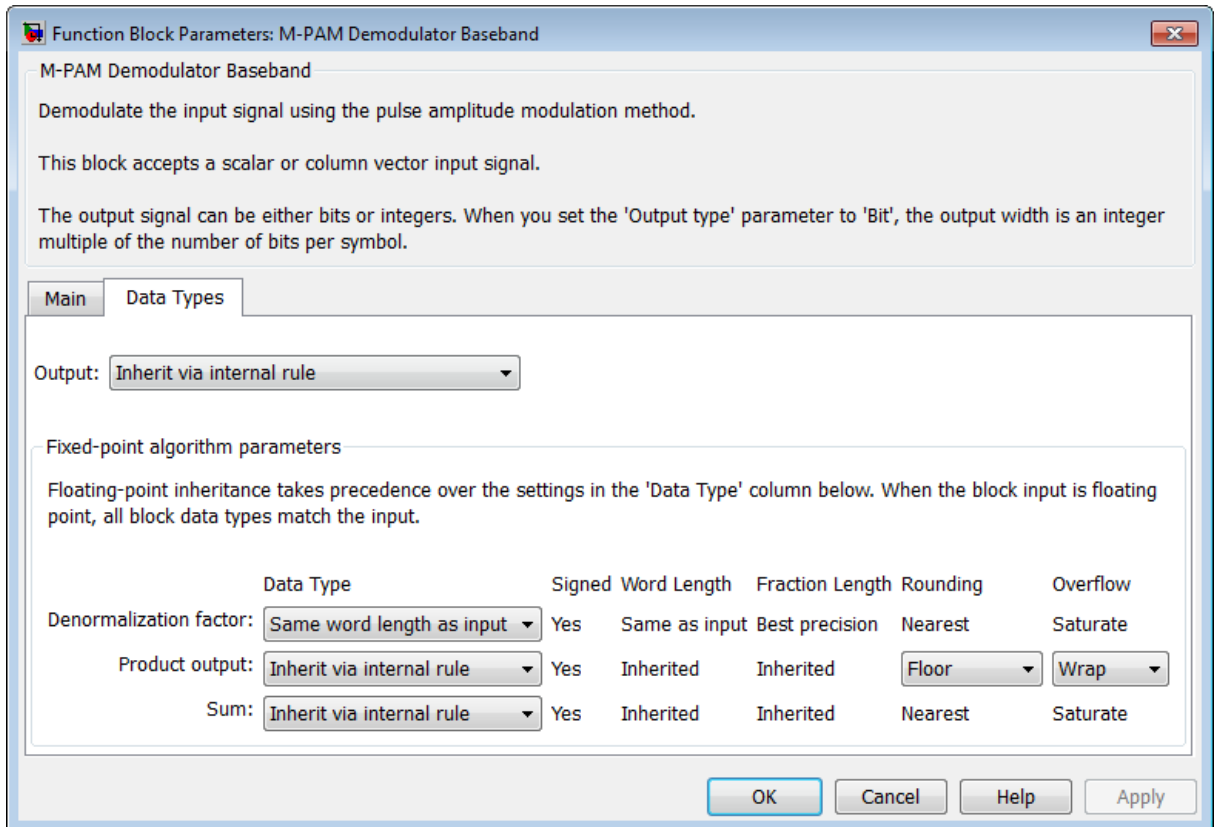 Function Block Parameters: M-PAM Demodulator Baseband
M-PAM Demodulator Baseband
Demodulate the input signal using the pulse amplitude modulation method.
This block accepts a scalar or column vector input signal.
The output signal can be either bits or integers. When you set the 'Output type' parameter to 'Bit', the output width is an integer
multiple of the number of bits per symbol.
Main Data Types
Output: Inherit via internal rule
Fixed-point algorithm parameters
Floating-point inheritance takes precedence over the settings in the 'Data Type' column below. When the block input is floating
point, all block data types match the input.
Data Type Signed Word Length Fraction Length Rounding Overflow
Denormalization factor: Same word length as input Yes Same as input Best precision Nearest Saturate
Product output: Inherit via internal rule Yes Inherited Inherited Floor Wrap
Sum: Inherit via internal rule Yes Inherited Inherited Nearest Saturate
OK Cancel Help Apply